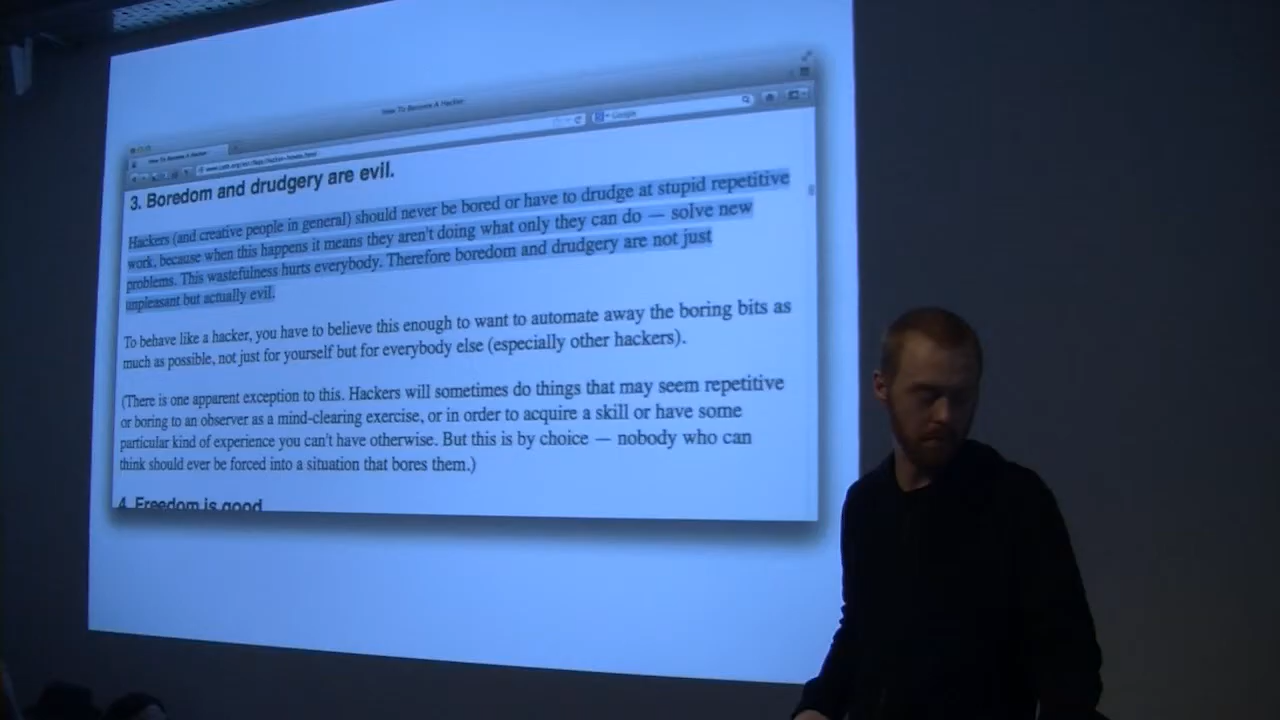 How To Become A Hacker
How To Become A Hacker
Google
3. Boredom and drudgery are evil.
Hackers (and creative people in general) should never be bored or have to drudge at stupid repetitive
work, because when this happens it means they aren't doing what only they can do — solve new
problems. This wastefulness hurts everybody. Therefore boredom and drudgery are not just
unpleasant but actually evil.
To behave like a hacker, you have to believe this enough to want to automate away the boring bits as
much as possible, not just for yourself but for everybody else (especially other hackers).
(There is one apparent exception to this. Hackers will sometimes do things that may seem repetitive
or boring to an observer as a mind-clearing exercise, or in order to acquire a skill or have some
particular kind of experience you can't have otherwise. But this is by choice — nobody who can
think should ever be forced into a situation that bores them.)
4. Freedom is good